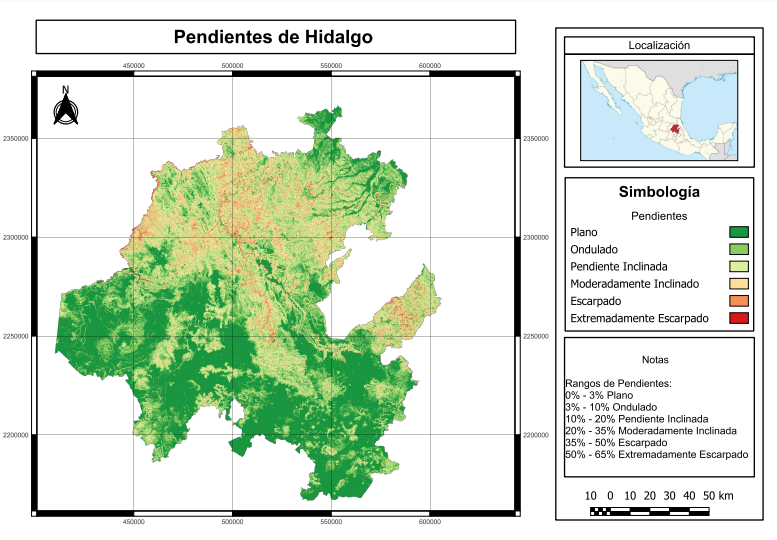 Pendientes de Hidalgo
450000 500000 550000 600000
N
2350000 2350000
2300000 2300000
2250000 2250000
2200000 2200000
450000 500000 550000 600000
Localización
Simbología
Pendientes
Plano
Ondulado
Pendiente Inclinada
Moderadamente Inclinado
Escarpado
Extremadamente Escarpado
Notas
Rangos de Pendientes:
0% - 3% Plano
3% - 10% Ondulado
10% - 20% Pendiente Inclinada
20% - 35% Moderadamente Inclinada
35% - 50% Escarpado
50% - 65% Extremadamente Escarpado
10 0 10 20 30 40 50 km